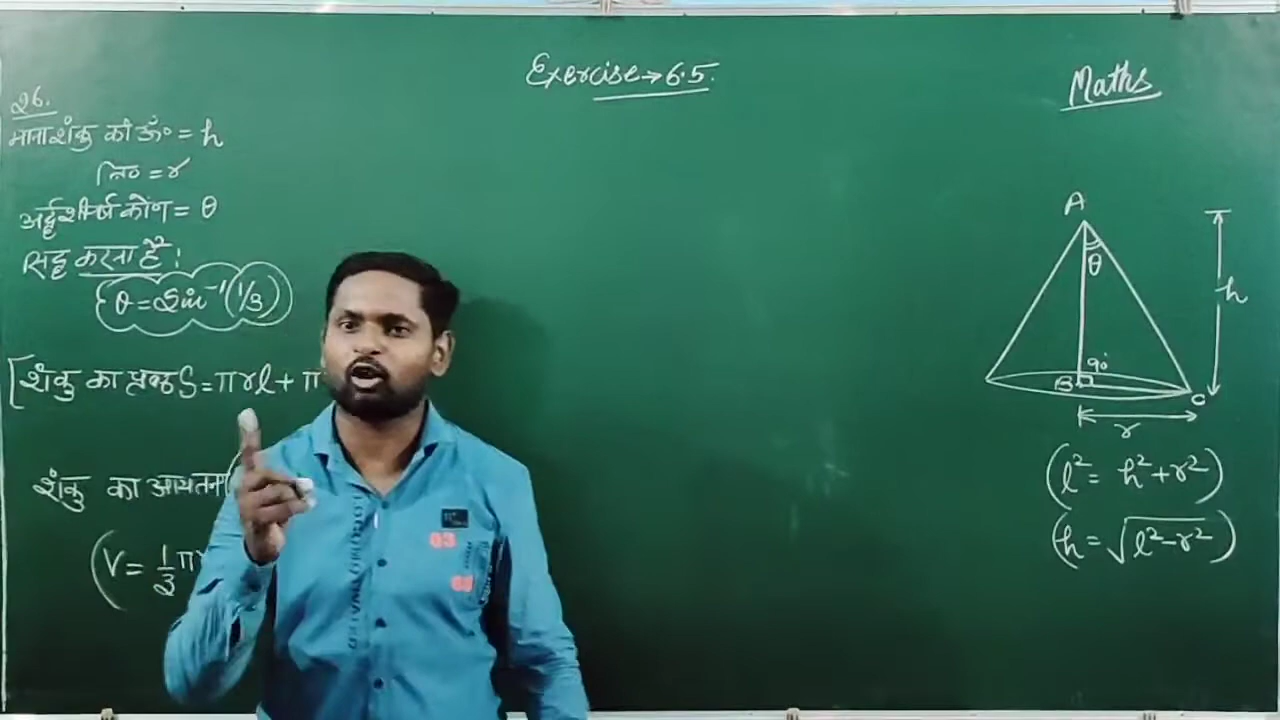 Exercise→6.5.
Maths
26.
माना शंकु की ऊँ० = h
त्रि० = r
अर्द्धशीर्ष कोण = θ
सिद्ध करना है:
θ = Sin⁻¹(1/3)
[शंकु का पृष्ठ S = πrl + π
शंकु का आयतन
(V = 1/3 π
A
θ
h
90°
B
C
r
(l² = h² + r²)
(h = √l² - r²)
03